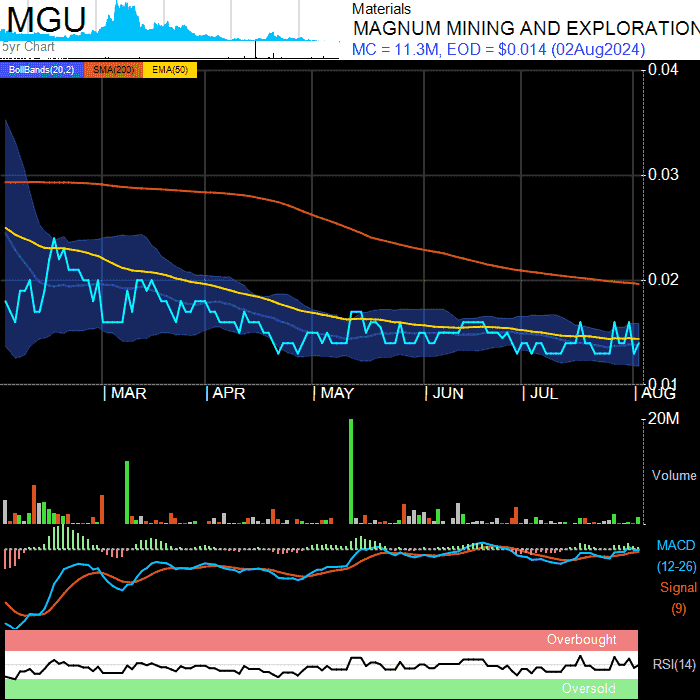 MGU
5yr Chart
Materials
MAGNUM MINING AND EXPLORATION
MC = 11.3M, EOD = $0.014 (02Aug2024)
BollBands(20,2) SMA(200) EMA(50)
0.04
0.03
0.02
0.01
MAR APR MAY JUN JUL AUG
20M
Volume
MACD
(12-26)
Signal
(9)
Overbought
RSI(14)
Oversold